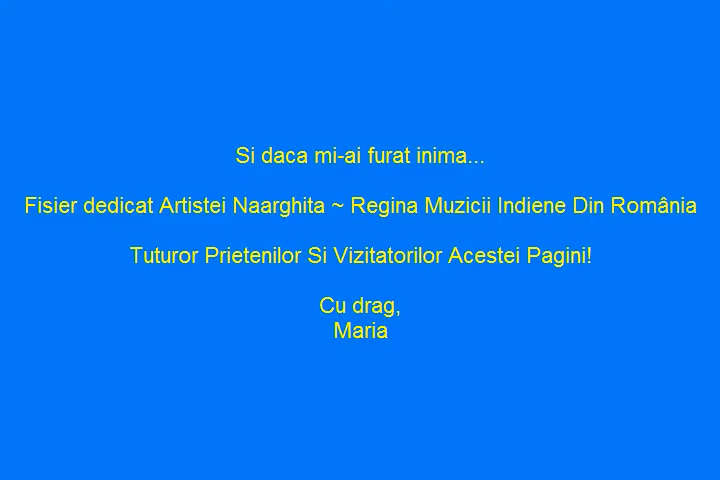 Si daca mi-ai furat inima...
Fisier dedicat Artistei Naarghita ~ Regina Muzicii Indiene Din România
Tuturor Prietenilor Si Vizitatorilor Acestei Pagini!
Cu drag,
Maria